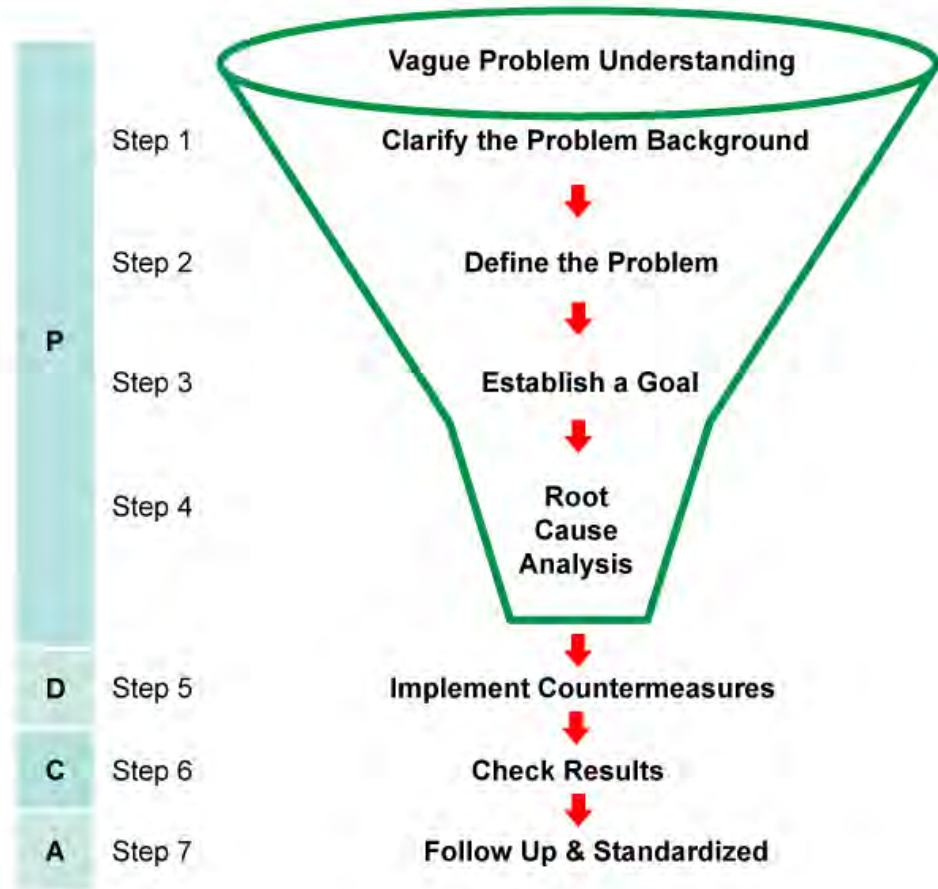 Vague Problem Understanding
Step 1 Clarify the Problem Background
Step 2 Define the Problem
P
Step 3 Establish a Goal
Step 4 Root
Cause
Analysis
D Step 5 Implement Countermeasures
C Step 6 Check Results
A Step 7 Follow Up & Standardized